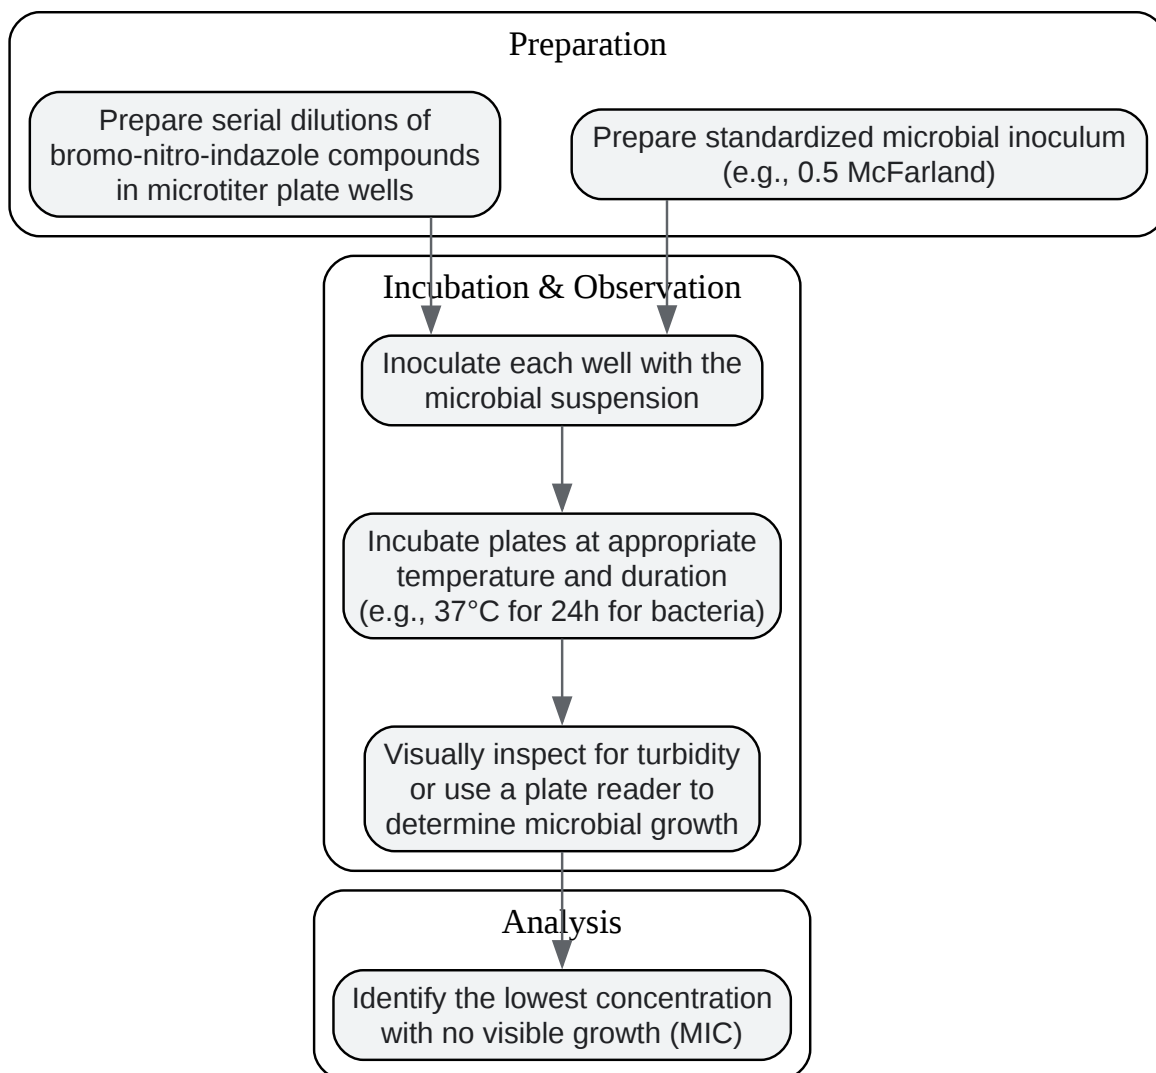 Preparation
Prepare serial dilutions of
bromo-nitro-indazole compounds
in microtiter plate wells
Prepare standardized microbial inoculum
(e.g., 0.5 McFarland)
Incubation & Observation
Inoculate each well with the
microbial suspension
Incubate plates at appropriate
temperature and duration
(e.g., 37°C for 24h for bacteria)
Visually inspect for turbidity
or use a plate reader to
determine microbial growth
Analysis
Identify the lowest concentration
with no visible growth (MIC)